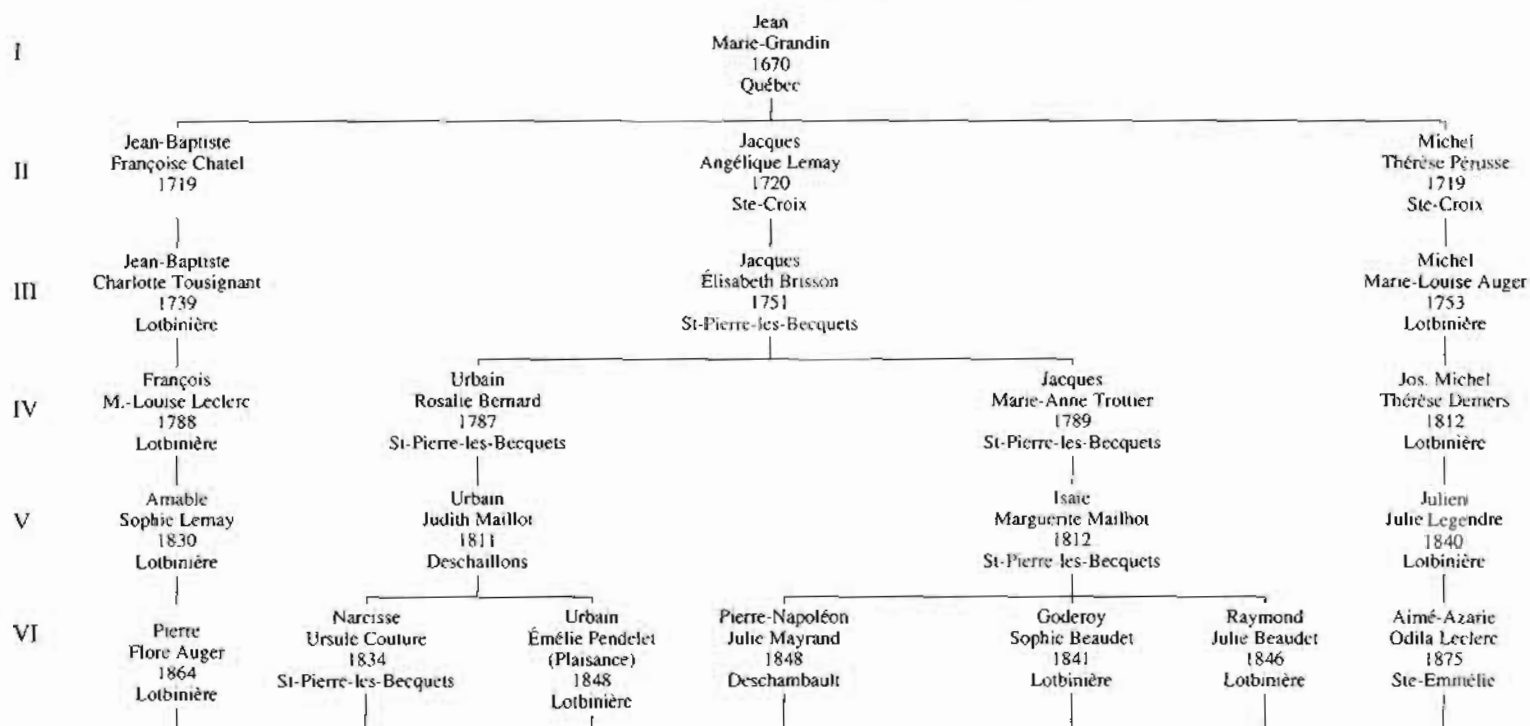 I
Jean
Marie-Grandin
1670
Québec
II
Jean-Baptiste
Françoise Chatel
1719
Jacques
Angélique Lemay
1720
Ste-Croix
Michel
Thérèse Pérusse
1719
Ste-Croix
III
Jean-Baptiste
Charlotte Tousignant
1739
Lotbinière
Jacques
Élisabeth Brisson
1751
St-Pierre-les-Becquets
Michel
Marie-Louise Auger
1753
Lotbinière
IV
François
M.-Louise Leclerc
1788
Lotbinière
Urbain
Rosalie Bernard
1787
St-Pierre-les-Becquets
Jacques
Marie-Anne Trottier
1789
St-Pierre-les-Becquets
Jos. Michel
Thérèse Demers
1812
Lotbinière
V
Amable
Sophie Lemay
1830
Lotbinière
Urbain
Judith Maillot
1811
Deschaillons
Isaïe
Marguerite Mailhot
1812
St-Pierre-les-Becquets
Julien
Julie Legendre
1840
Lotbinière
VI
Pierre
Flore Auger
1864
Lotbinière
Narcisse
Ursule Couture
1834
St-Pierre-les-Becquets
Urbain
Émélie Pendelet
(Plaisance)
1848
Lotbinière
Pierre-Napoléon
Julie Mayrand
1848
Deschambault
Goderoy
Sophie Beaudet
1841
Lotbinière
Raymond
Julie Beaudet
1846
Lotbinière
Aimé-Azarie
Odila Leclerc
1875
Ste-Emmélie